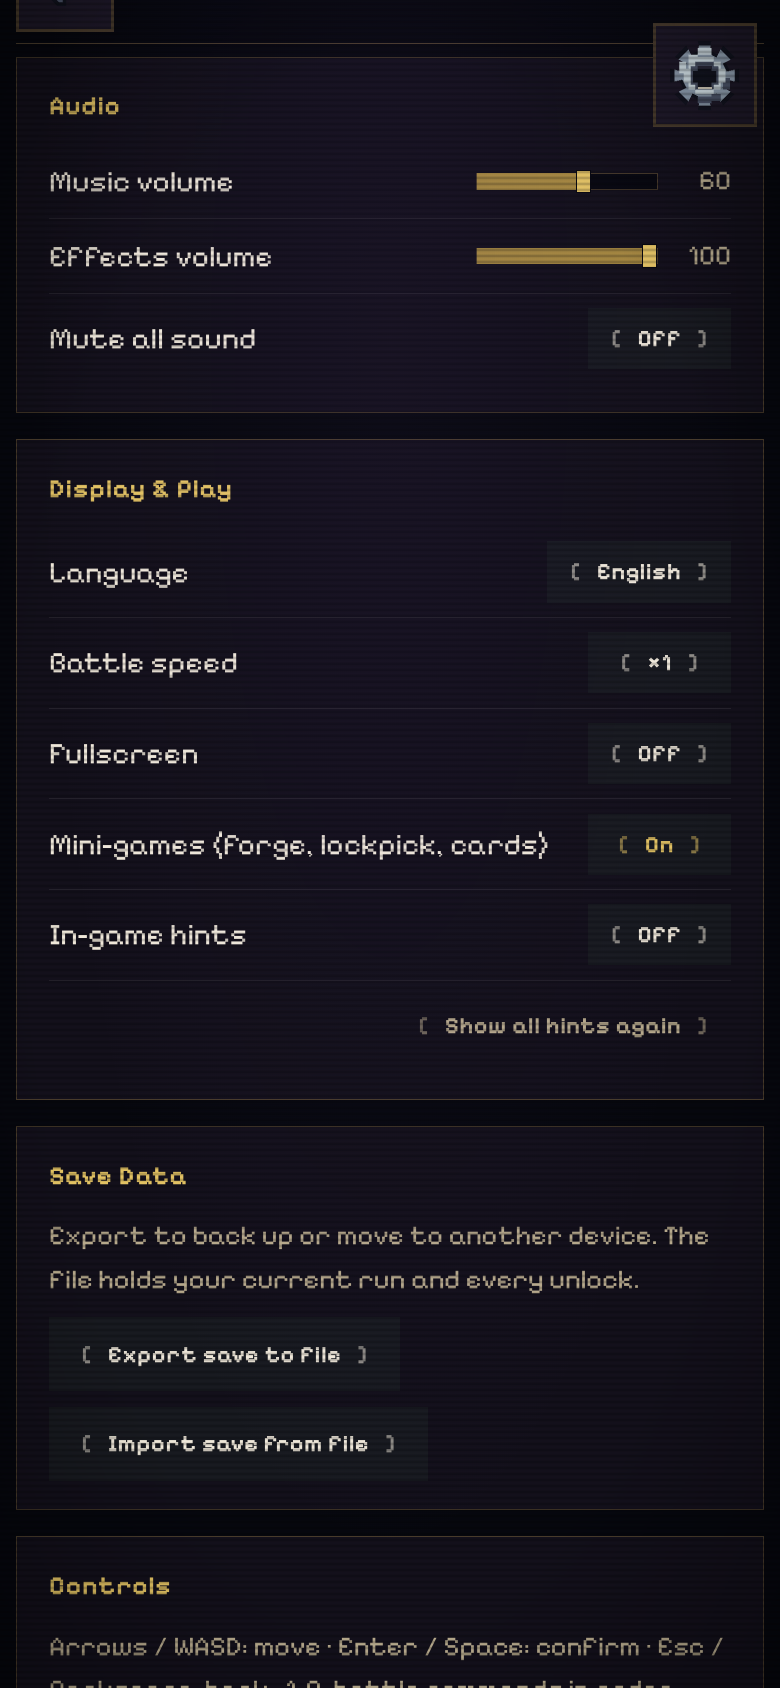 Audio
Music volume 60
Effects volume 100
Mute all sound [ Off ]
Display & Play
Language [ English ]
Battle speed [ ×1 ]
Fullscreen [ Off ]
Mini-games (forge, lockpick, cards) [ On ]
In-game hints [ Off ]
[ Show all hints again ]
Save Data
Export to back up or move to another device. The
file holds your current run and every unlock.
[ Export save to file ]
[ Import save from file ]
Controls
Arrows / WASD: move · Enter / Space: confirm · Esc /